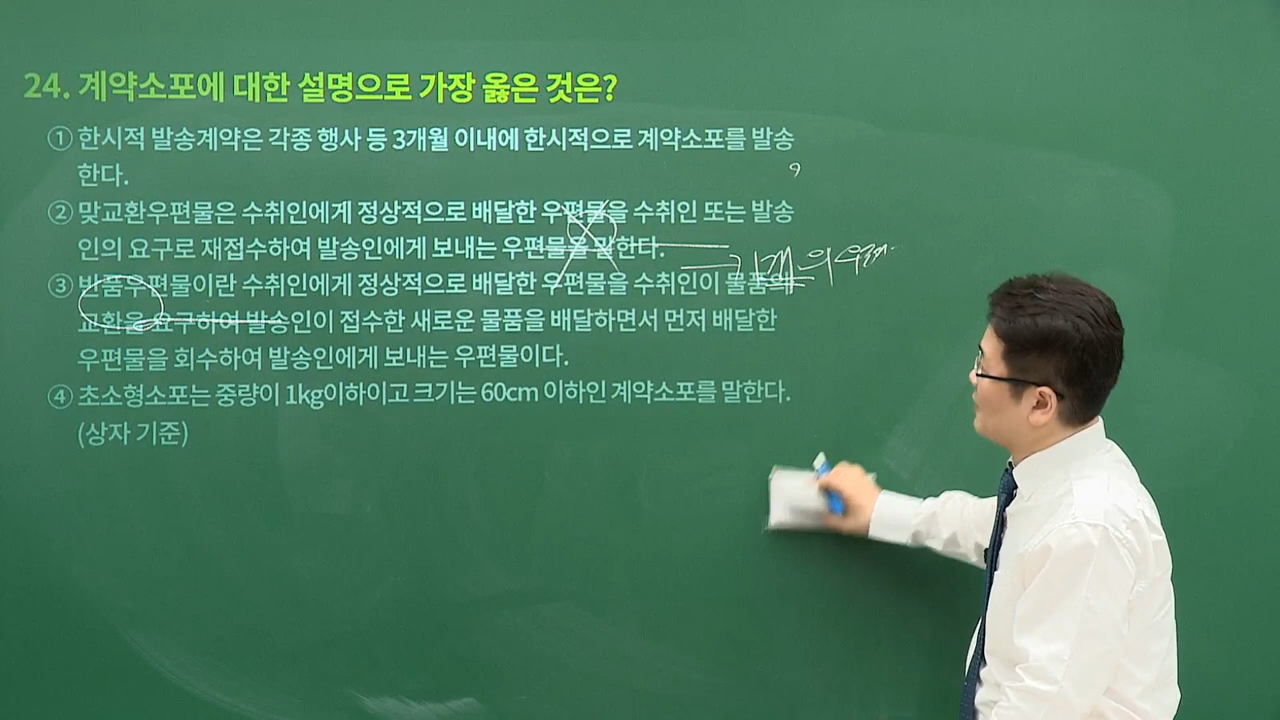 24. 계약소포에 대한 설명으로 가장 옳은 것은?
① 한시적 발송계약은 각종 행사 등 3개월 이내에 한시적으로 계약소포를 발송
한다.
② 맞교환우편물은 수취인에게 정상적으로 배달한 우편물을 수취인 또는 발송
인의 요구로 재접수하여 발송인에게 보내는 우편물을 말한다.
③ 반품우편물이란 수취인에게 정상적으로 배달한 우편물을 수취인이 물품의
교환을 요구하여 발송인이 접수한 새로운 물품을 배달하면서 먼저 배달한
우편물을 회수하여 발송인에게 보내는 우편물이다.
④ 초소형소포는 중량이 1kg이하이고 크기는 60cm 이하인 계약소포를 말한다.
(상자 기준)